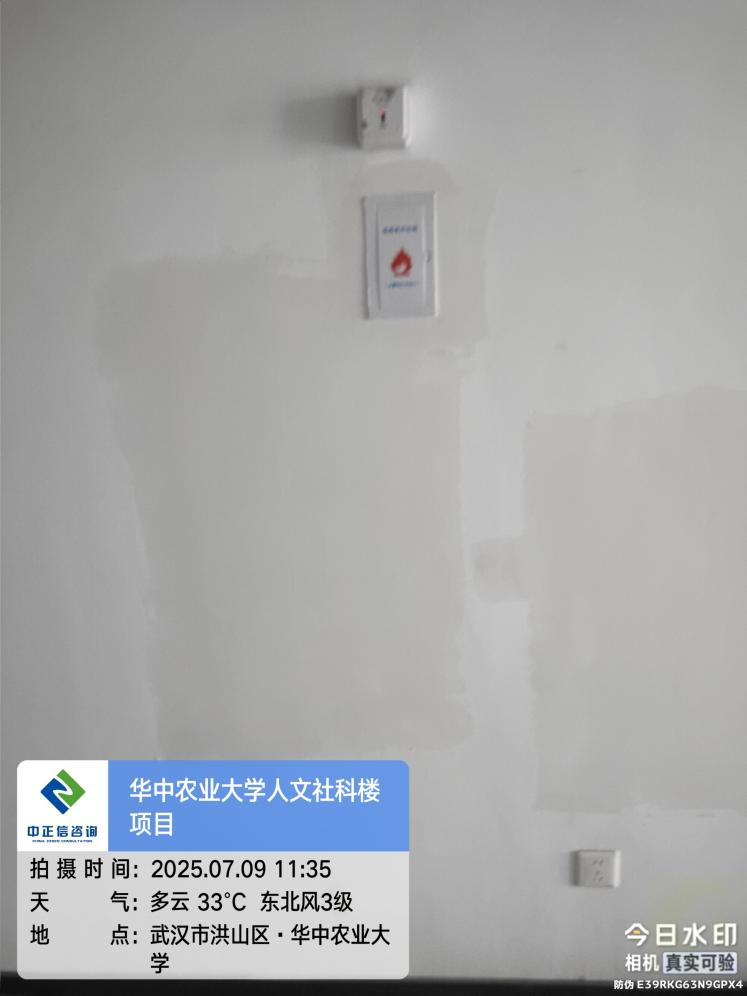 中正信咨询
华中农业大学人文社科楼
项目
拍摄时间: 2025.07.09 11:35
天气: 多云 33°C 东北风3级
地点: 武汉市洪山区·华中农业大
学
今日水印
相机 真实可验
防伪 E39RKG63N9GPX4